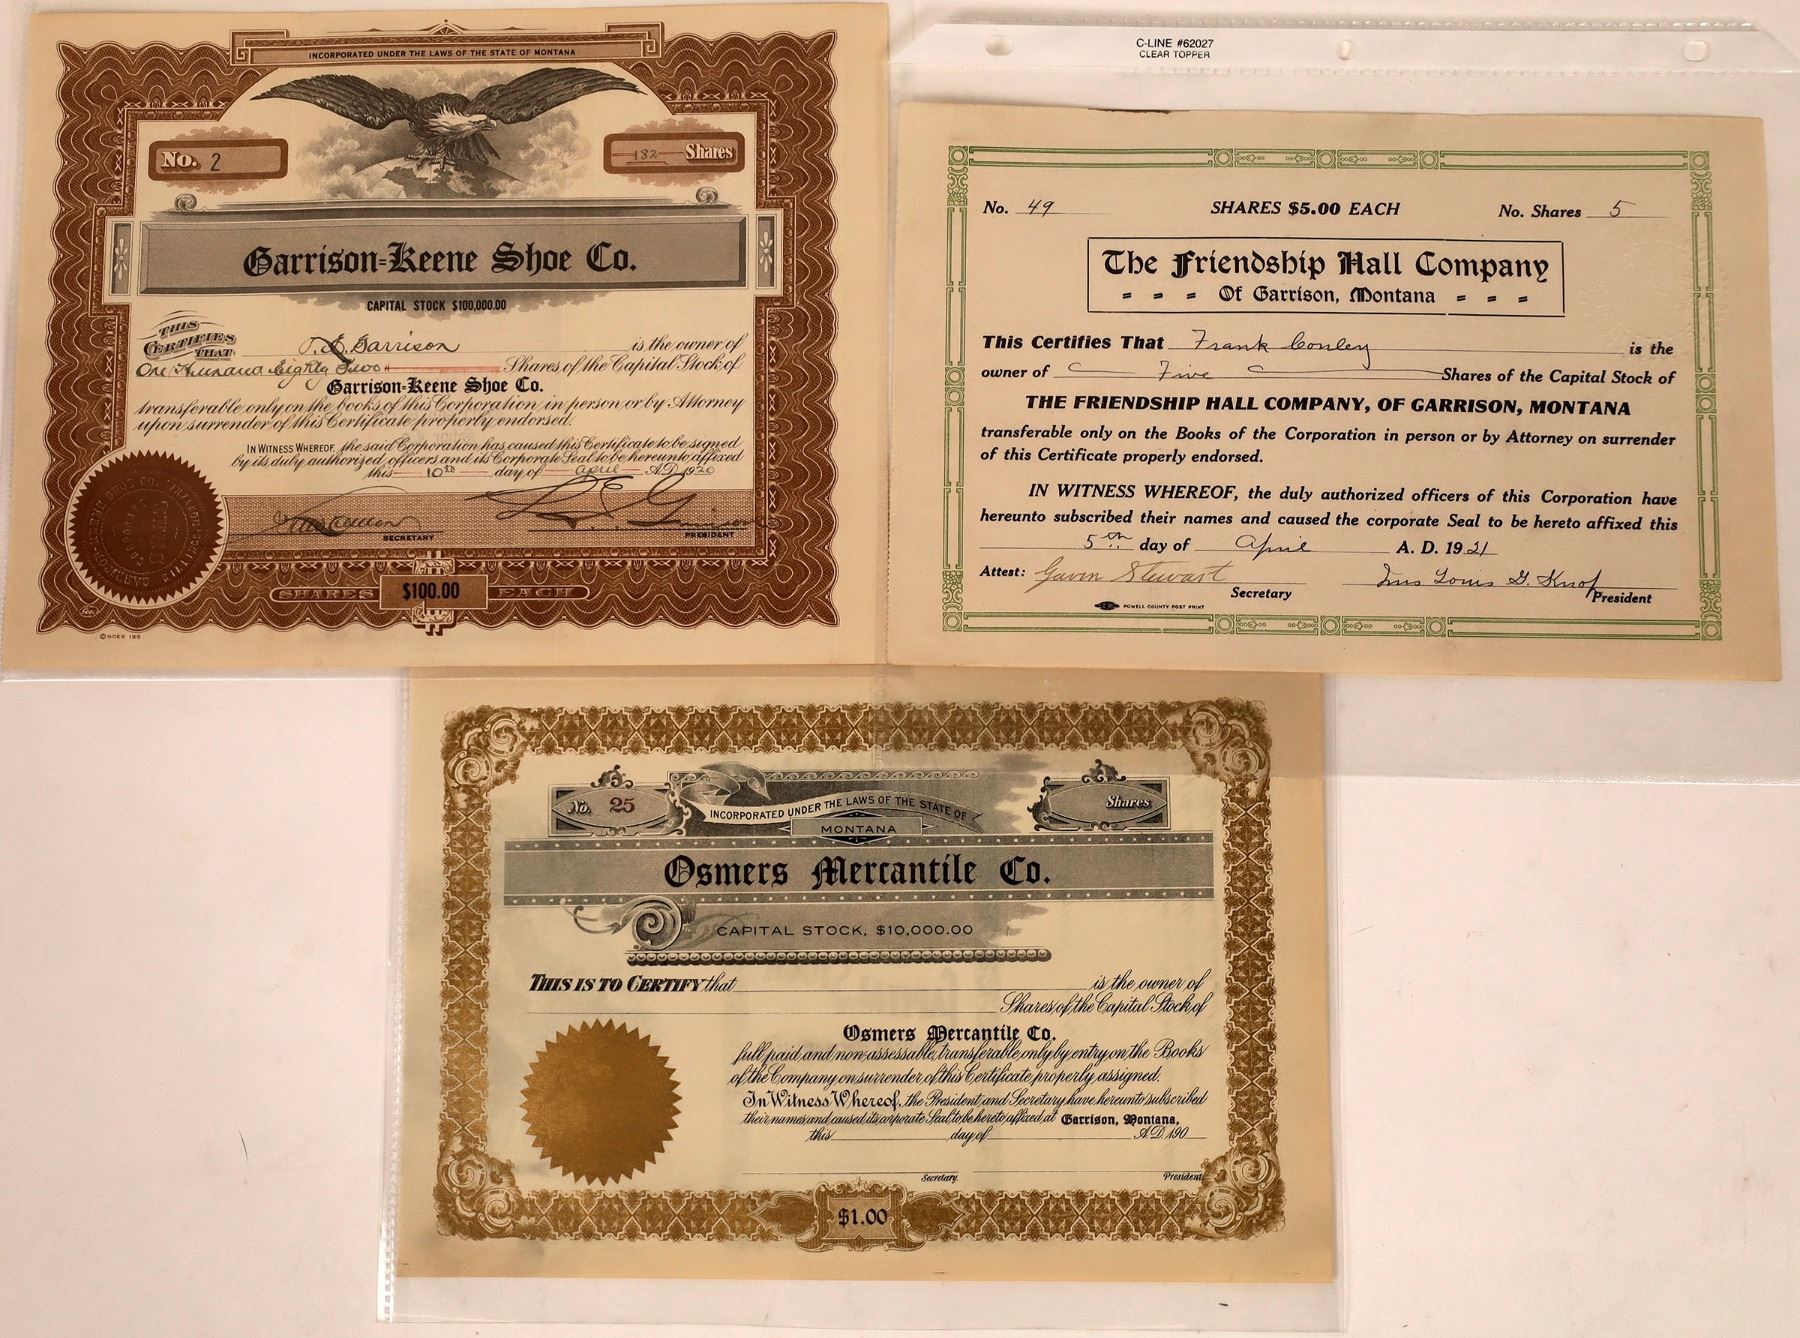 INCORPORATED UNDER THE LAWS OF THE STATE OF MONTANA
No. 2
182 Shares
Garrison=Keene Shoe Co.
CAPITAL STOCK $100,000.00
THIS CERTIFIES THAT
Garrison is the owner of
One Hundred Eighty Two Shares of the Capital Stock of
Garrison-Keene Shoe Co.
transferable only on the books of this Corporation in person or by Attorney
upon surrender of this Certificate properly endorsed.
IN WITNESS WHEREOF, the said Corporation has caused this Certificate to be signed
by its duly authorized officers and its Corporate Seal to be hereunto affixed
this 10th day of April A.D. 1920
SECRETARY
PRESIDENT
SHARES $100.00 EACH
© GOES 195
C-LINE #62027
CLEAR TOPPER
No. 49 SHARES $5.00 EACH No. Shares 5
The Friendship Hall Company
= = = Of Garrison, Montana = = =
This Certifies That Frank Conley is the
owner of Five Shares of the Capital Stock of
THE FRIENDSHIP HALL COMPANY, OF GARRISON, MONTANA
transferable only on the Books of the Corporation in person or by Attorney on surrender
of this Certificate properly endorsed.
IN WITNESS WHEREOF, the duly authorized officers of this Corporation have
hereunto subscribed their names and caused the corporate Seal to be hereto affixed this
5th day of April A. D. 1921
Attest: Gavin Stewart Louis G. Knof
Secretary President
POWELL COUNTY POST PRINT
No. 25
INCORPORATED UNDER THE LAWS OF THE STATE OF
MONTANA
Shares
Osmers Mercantile Co.
CAPITAL STOCK, $10,000.00
THIS IS TO CERTIFY that is the owner of
Shares of the Capital Stock of
Osmers Mercantile Co.
full paid and non-assessable, transferable only by entry on the Books
of the Company on surrender of this Certificate properly assigned.
In Witness Whereof, the President and Secretary have hereunto subscribed
their names and caused its corporate Seal to be hereto affixed at Garrison, Montana,
this day of A.D. 190
Secretary. President.
$1.00